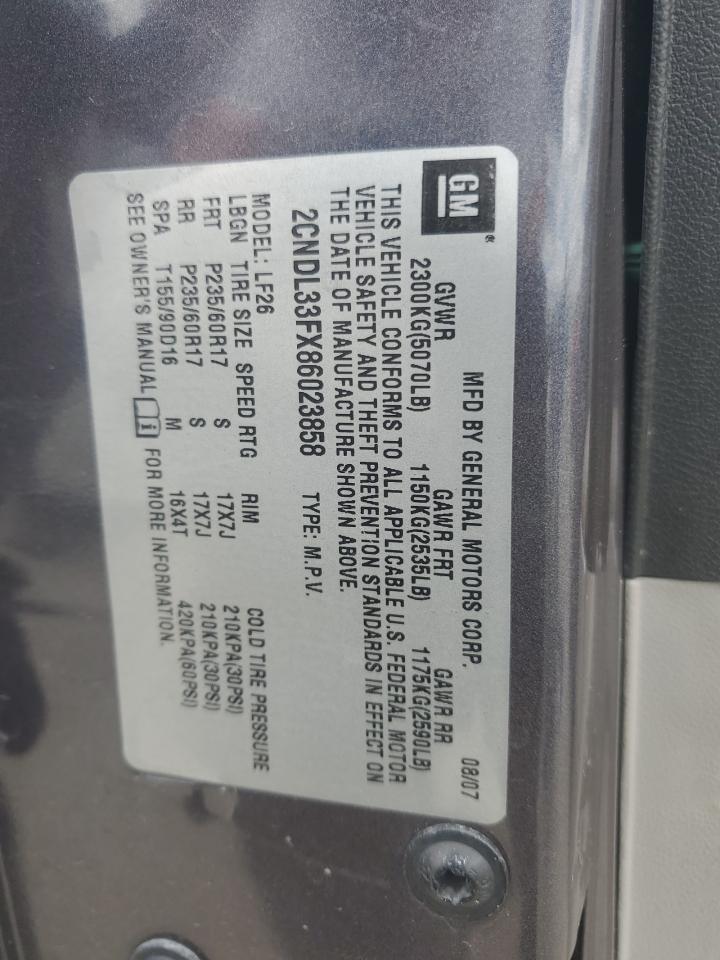 GM®
MFD BY GENERAL MOTORS CORP. 08/07
GVWR GAWR FRT GAWR RR
2300KG(5070LB) 1150KG(2535LB) 1175KG(2590LB)
THIS VEHICLE CONFORMS TO ALL APPLICABLE U.S. FEDERAL MOTOR
VEHICLE SAFETY AND THEFT PREVENTION STANDARDS IN EFFECT ON
THE DATE OF MANUFACTURE SHOWN ABOVE.
2CNDL33FX86023858 TYPE: M.P.V.
MODEL: LF26
LBGN TIRE SIZE SPEED RTG RIM COLD TIRE PRESSURE
FRT P235/60R17 S 17X7J 210KPA(30PSI)
RR P235/60R17 S 17X7J 210KPA(30PSI)
SPA T155/90D16 M 16X4T 420KPA(60PSI)
SEE OWNER'S MANUAL i FOR MORE INFORMATION.